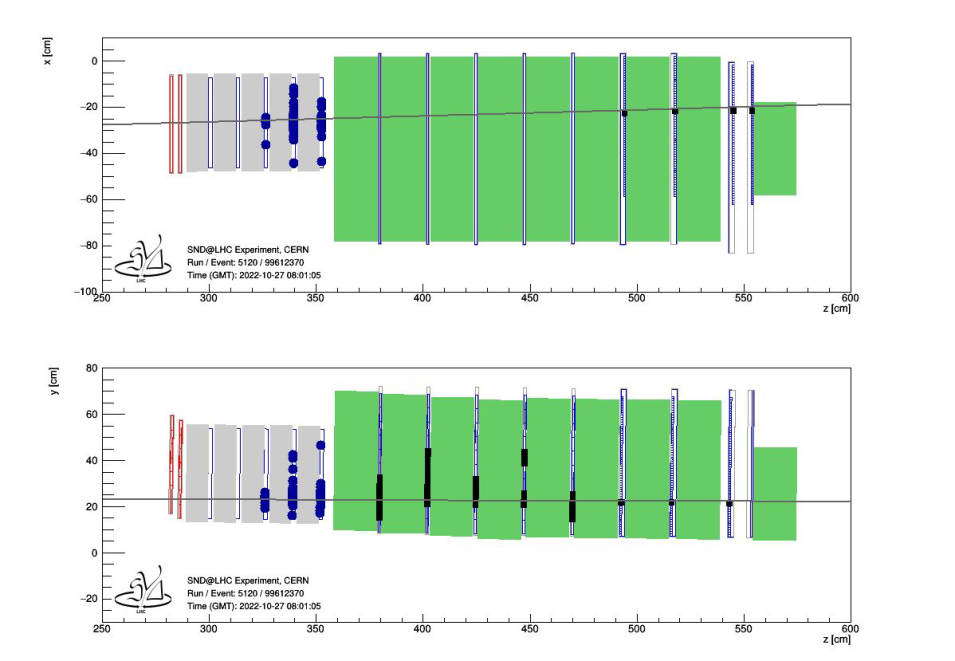 x [cm]
0
−20
−40
−60
−80
−100
SND@LHC Experiment, CERN
Run / Event: 5120 / 99612370
Time (GMT): 2022-10-27 08:01:05
LHC
250 300 350 400 450 500 550 600
z [cm]
y [cm]
80
60
40
20
0
−20
SND@LHC Experiment, CERN
Run / Event: 5120 / 99612370
Time (GMT): 2022-10-27 08:01:05
LHC
250 300 350 400 450 500 550 600
z [cm]